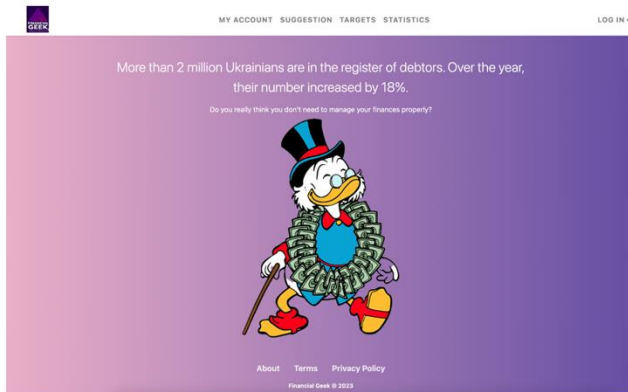 FINANCIAL
GEEK
MY ACCOUNT SUGGESTION TARGETS STATISTICS
LOG IN
More than 2 million Ukrainians are in the register of debtors. Over the year,
their number increased by 18%.
Do you really think you don't need to manage your finances properly?
About Terms Privacy Policy
Financial Geek © 2023